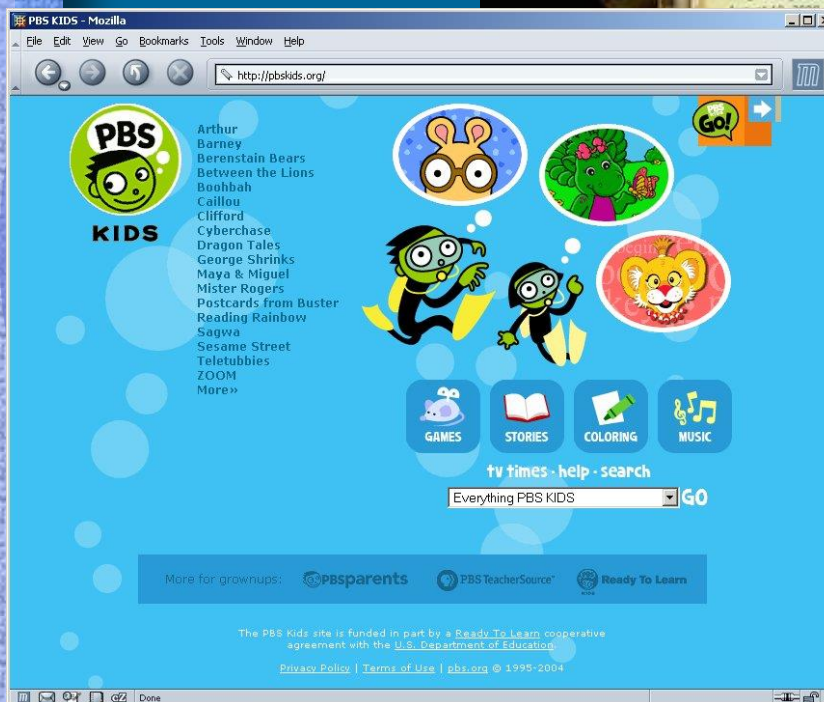 PBS KIDS - Mozilla
File Edit View Go Bookmarks Tools Window Help
http://pbskids.org/
PBS
KIDS
Arthur
Barney
Berenstain Bears
Between the Lions
Boohbah
Caillou
Clifford
Cyberchase
Dragon Tales
George Shrinks
Maya & Miguel
Mister Rogers
Postcards from Buster
Reading Rainbow
Sagwa
Sesame Street
Teletubbies
ZOOM
More»
PBS KIDS
GO!
GAMES
STORIES
COLORING
MUSIC
tv times · help · search
Everything PBS KIDS
GO
More for grownups: PBSparents PBS TeacherSource Ready To Learn
The PBS Kids site is funded in part by a Ready To Learn cooperative
agreement with the U.S. Department of Education.
Privacy Policy | Terms of Use | pbs.org © 1995-2004
Done